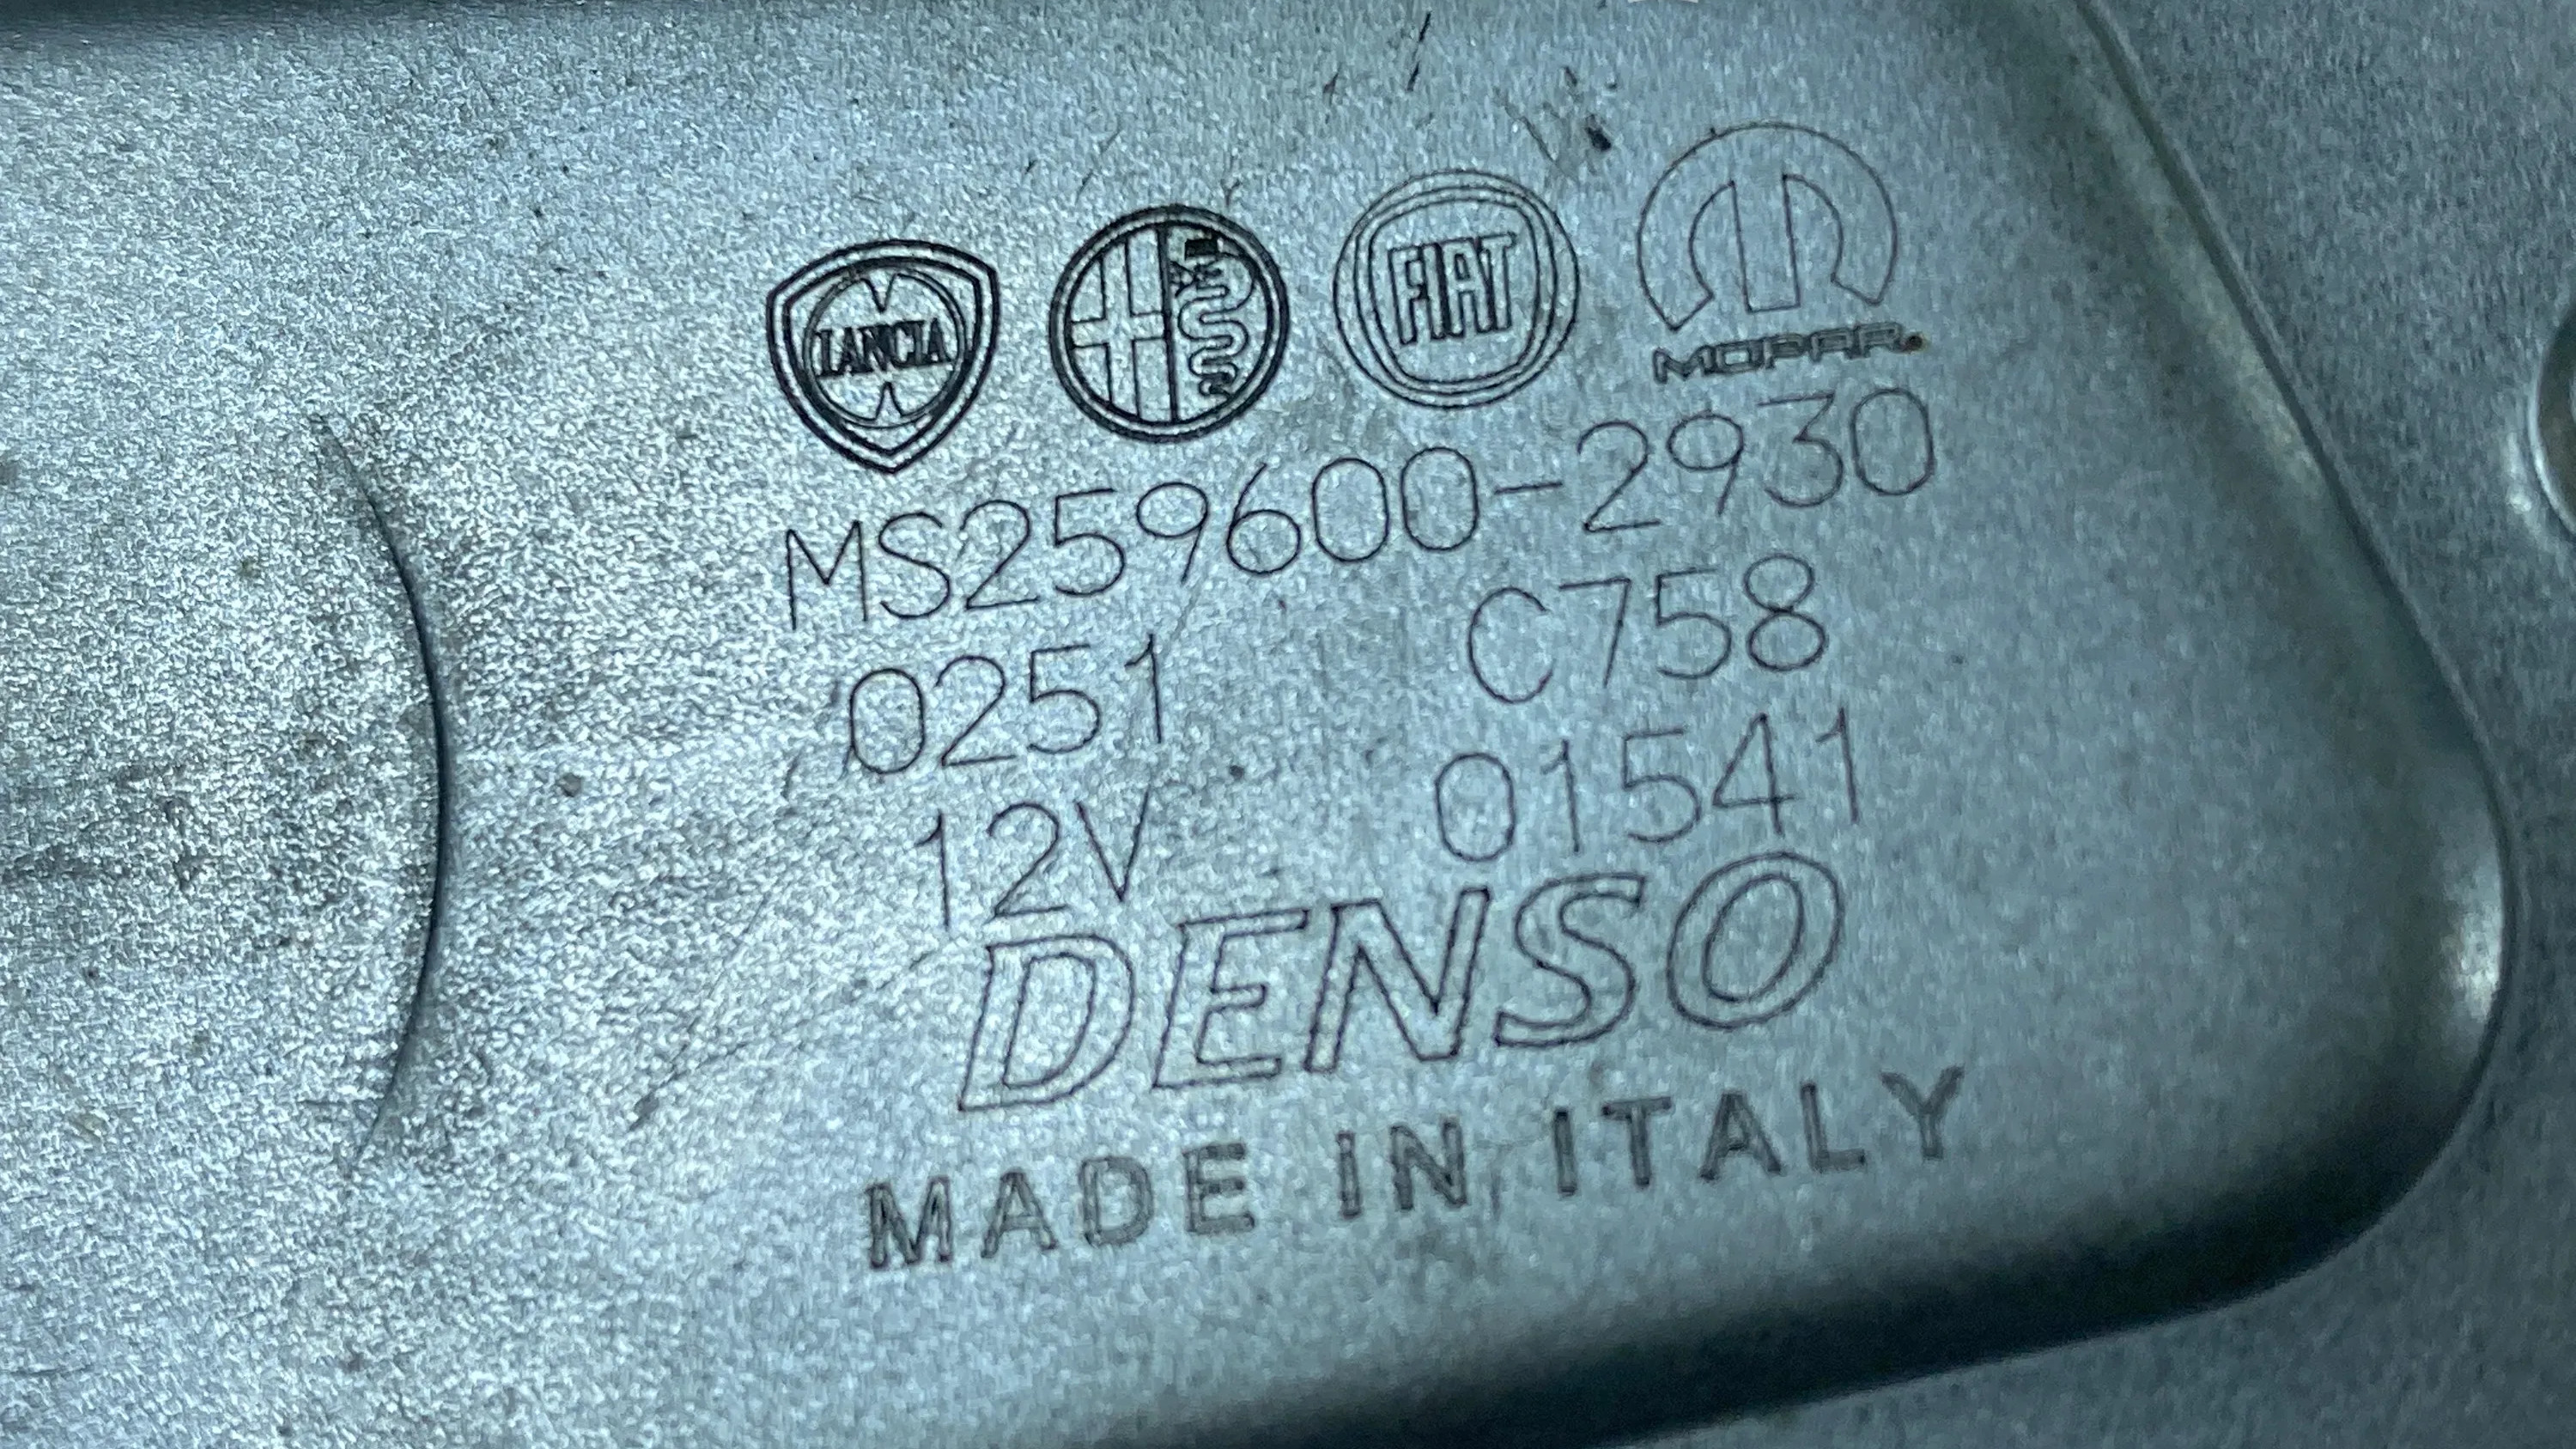 LANCIA FIAT MOPAR.
MS259600-2930
0251 C758
12V 01541
DENSO
MADE IN ITALY